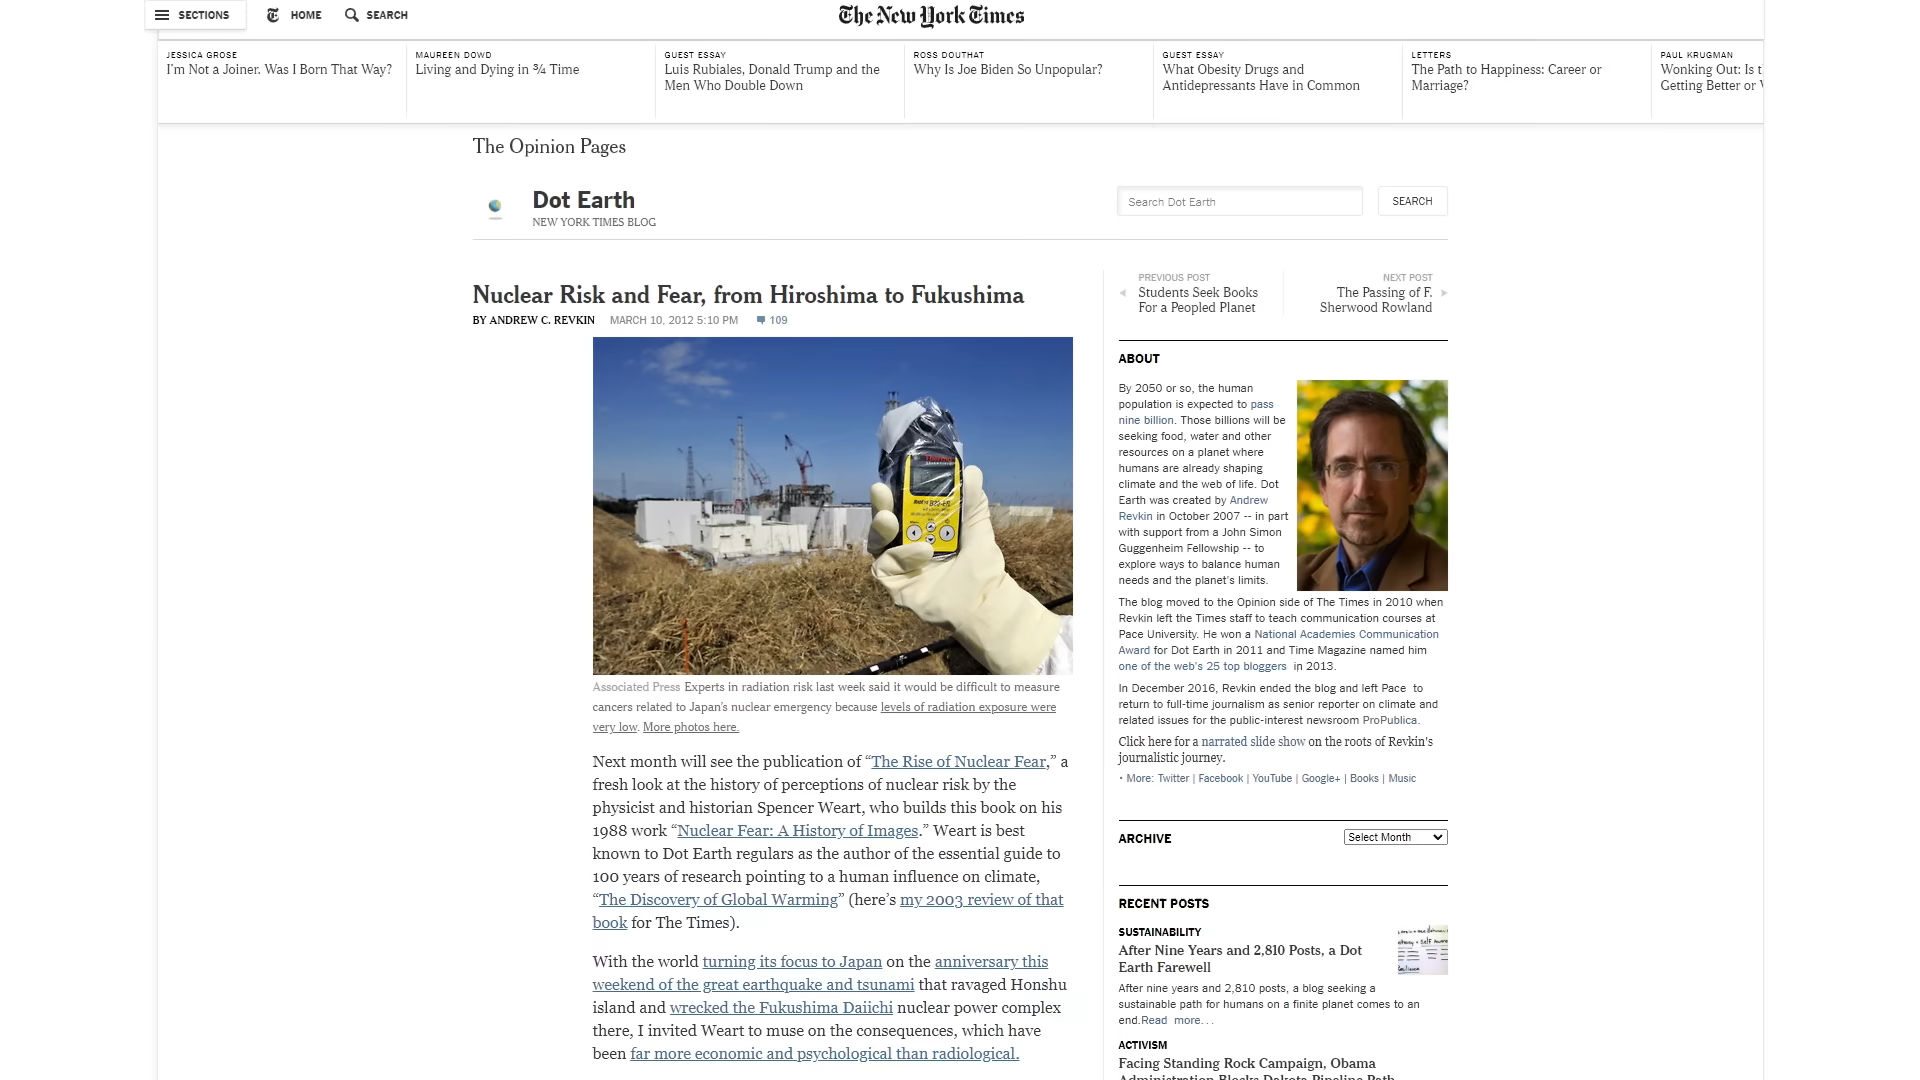 SECTIONS
HOME
SEARCH
The New York Times
JESSICA GROSE
I'm Not a Joiner. Was I Born That Way?
MAUREEN DOWD
Living and Dying in ¾ Time
GUEST ESSAY
Luis Rubiales, Donald Trump and the
Men Who Double Down
ROSS DOUTHAT
Why Is Joe Biden So Unpopular?
GUEST ESSAY
What Obesity Drugs and
Antidepressants Have in Common
LETTERS
The Path to Happiness: Career or
Marriage?
PAUL KRUGMAN
Wonking Out: Is
Getting Better or
The Opinion Pages
Dot Earth
NEW YORK TIMES BLOG
Search Dot Earth
SEARCH
Nuclear Risk and Fear, from Hiroshima to Fukushima
BY ANDREW C. REVKIN MARCH 10, 2012 5:10 PM 109
Associated Press Experts in radiation risk last week said it would be difficult to measure
cancers related to Japan's nuclear emergency because levels of radiation exposure were
very low. More photos here.
Next month will see the publication of “The Rise of Nuclear Fear,” a
fresh look at the history of perceptions of nuclear risk by the
physicist and historian Spencer Weart, who builds this book on his
1988 work “Nuclear Fear: A History of Images.” Weart is best
known to Dot Earth regulars as the author of the essential guide to
100 years of research pointing to a human influence on climate,
“The Discovery of Global Warming” (here’s my 2003 review of that
book for The Times).
With the world turning its focus to Japan on the anniversary this
weekend of the great earthquake and tsunami that ravaged Honshu
island and wrecked the Fukushima Daiichi nuclear power complex
there, I invited Weart to muse on the consequences, which have
been far more economic and psychological than radiological.
PREVIOUS POST
Students Seek Books
For a Peopled Planet
NEXT POST
The Passing of F.
Sherwood Rowland
ABOUT
By 2050 or so, the human
population is expected to pass
nine billion. Those billions will be
seeking food, water and other
resources on a planet where
humans are already shaping
climate and the web of life. Dot
Earth was created by Andrew
Revkin in October 2007 -- in part
with support from a John Simon
Guggenheim Fellowship -- to
explore ways to balance human
needs and the planet's limits.
The blog moved to the Opinion side of The Times in 2010 when
Revkin left the Times staff to teach communication courses at
Pace University. He won a National Academies Communication
Award for Dot Earth in 2011 and Time Magazine named him
one of the web's 25 top bloggers in 2013.
In December 2016, Revkin ended the blog and left Pace to
return to full-time journalism as senior reporter on climate and
related issues for the public-interest newsroom ProPublica.
Click here for a narrated slide show on the roots of Revkin's
journalistic journey.
• More: Twitter | Facebook | YouTube | Google+ | Books | Music
ARCHIVE
Select Month
RECENT POSTS
SUSTAINABILITY
After Nine Years and 2,810 Posts, a Dot
Earth Farewell
After nine years and 2,810 posts, a blog seeking a
sustainable path for humans on a finite planet comes to an
end.Read more...
ACTIVISM
Facing Standing Rock Campaign, Obama
Administration Blocks Dakota Pipeline Path